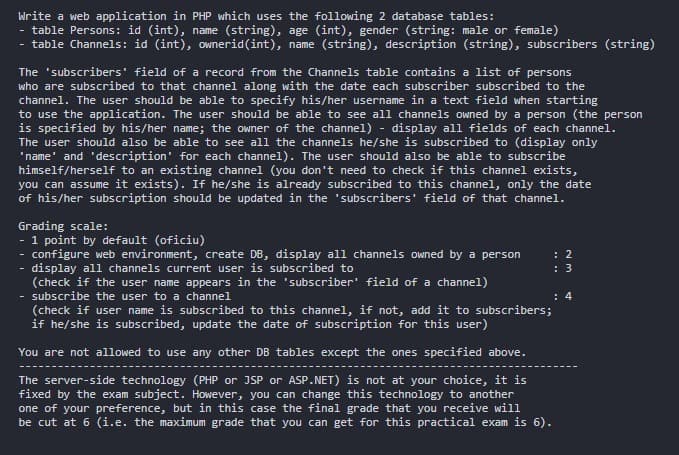 Write a web application in PHP which uses the following 2 database tables:
- table Persons: id (int), name (string), age (int), gender (string: male or female)
- table Channels: id (int), ownerid(int), name (string), description (string), subscribers (string)
The 'subscribers' field of a record from the Channels table contains a list of persons
who are subscribed to that channel along with the date each subscriber subscribed to the
channel. The user should be able to specify his/her username in a text field when starting
to use the application. The user should be able to see all channels owned by a person (the person
is specified by his/her name; the owner of the channel) - display all fields of each channel.
The user should also be able to see all the channels he/she is subscribed to (display only
'name' and 'description' for each channel). The user should also be able to subscribe
himself/herself to an existing channel (you don't need to check if this channel exists,
you can assume it exists). If he/she is already subscribed to this channel, only the date
of his/her subscription should be updated in the 'subscribers' field of that channel.
Grading scale:
- 1 point by default (oficiu)
- configure web environment, create DB, display all channels owned by a person : 2
- display all channels current user is subscribed to : 3
(check if the user name appears in the 'subscriber' field of a channel)
- subscribe the user to a channel : 4
(check if user name is subscribed to this channel, if not, add it to subscribers;
if he/she is subscribed, update the date of subscription for this user)
You are not allowed to use any other DB tables except the ones specified above.
--------------------------------------------------------------------------------------
The server-side technology (PHP or JSP or ASP.NET) is not at your choice, it is
fixed by the exam subject. However, you can change this technology to another
one of your preference, but in this case the final grade that you receive will
be cut at 6 (i.e. the maximum grade that you can get for this practical exam is 6).